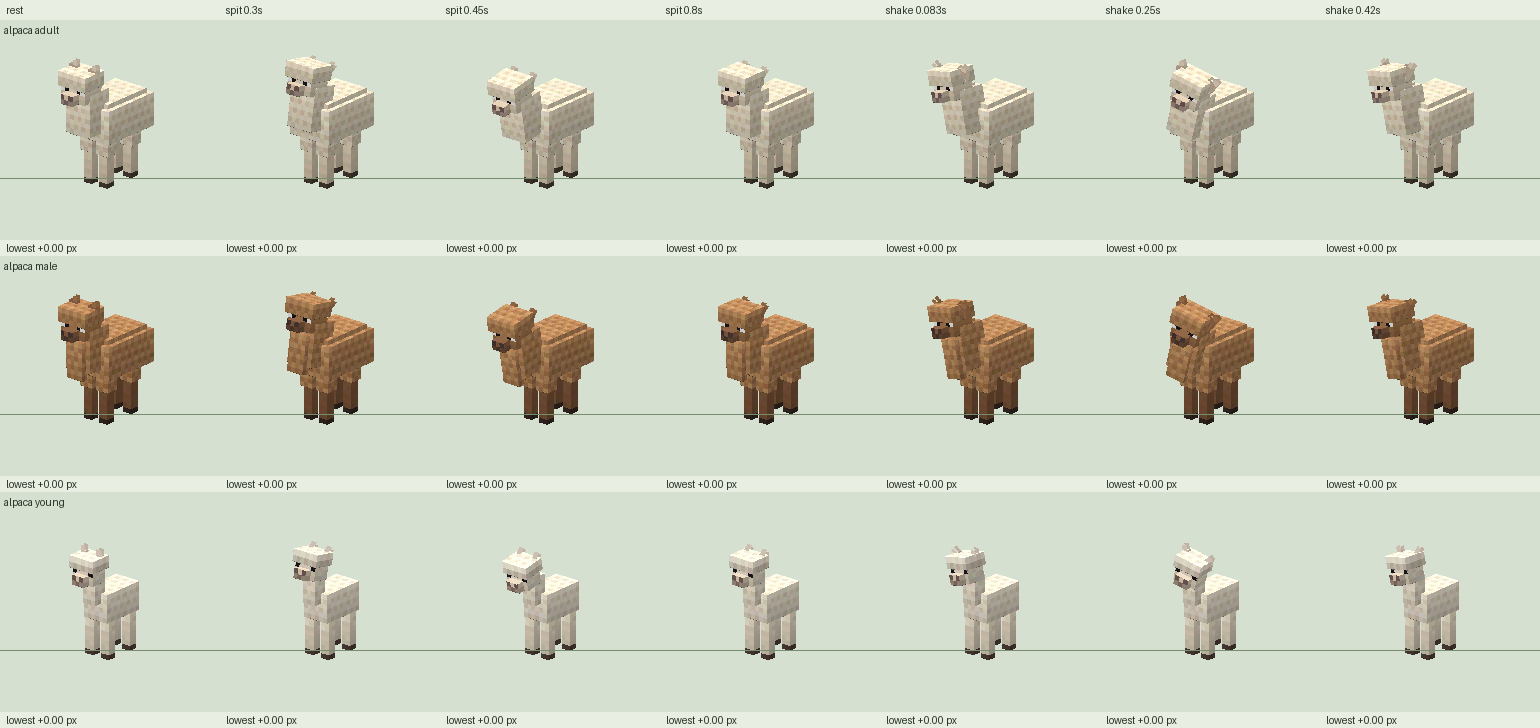 rest spit 0.3s spit 0.45s spit 0.8s shake 0.083s shake 0.25s shake 0.42s
alpaca adult
lowest +0.00 px lowest +0.00 px lowest +0.00 px lowest +0.00 px lowest +0.00 px lowest +0.00 px lowest +0.00 px
alpaca male
lowest +0.00 px lowest +0.00 px lowest +0.00 px lowest +0.00 px lowest +0.00 px lowest +0.00 px lowest +0.00 px
alpaca young
lowest +0.00 px lowest +0.00 px lowest +0.00 px lowest +0.00 px lowest +0.00 px lowest +0.00 px lowest +0.00 px